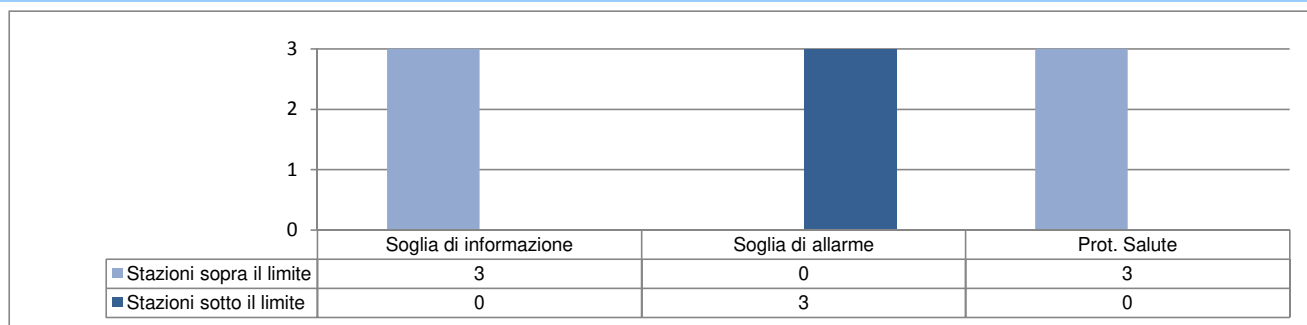 3
2
1
0
Soglia di informazione Soglia di allarme Prot. Salute
Stazioni sopra il limite 3 0 3
Stazioni sotto il limite 0 3 0